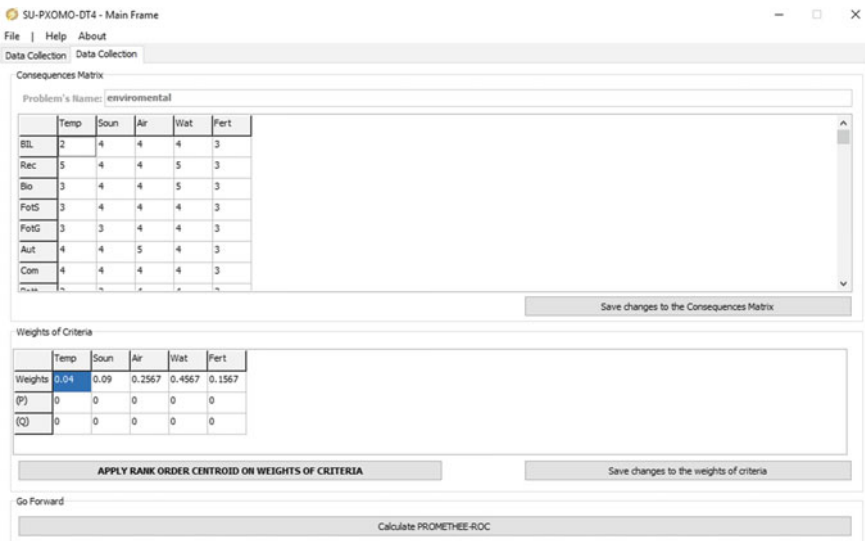 SU-PXOMO-DT4 - Main Frame
File | Help About
Data Collection Data Collection
Consequences Matrix
Problem's Name: enviromental
Temp Soun Air Wat Fert
BIL 2 4 4 4 3
Rec 5 4 4 5 3
Bio 3 4 4 5 3
FotS 3 4 4 4 3
FotG 3 3 4 4 3
Aut 4 4 5 4 3
Com 4 4 4 4 3
Save changes to the Consequences Matrix
Weights of Criteria
Temp Soun Air Wat Fert
Weights 0.04 0.09 0.2567 0.4567 0.1567
(P) 0 0 0 0 0
(Q) 0 0 0 0 0
APPLY RANK ORDER CENTROID ON WEIGHTS OF CRITERIA
Save changes to the weights of criteria
Go Forward
Calculate PROMETHEE-ROC